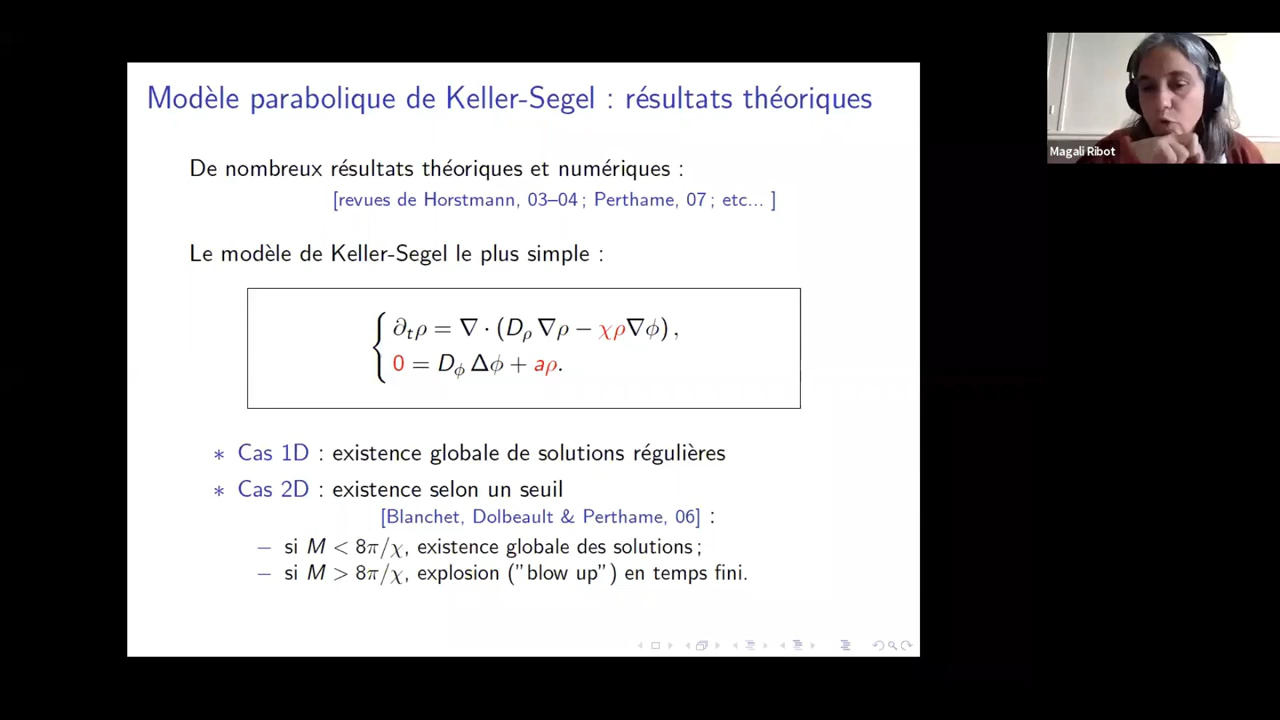 Modèle parabolique de Keller-Segel : résultats théoriques
De nombreux résultats théoriques et numériques :
[revues de Horstmann, 03–04 ; Perthame, 07 ; etc... ]
Le modèle de Keller-Segel le plus simple :
∂ₜρ = ∇ · (D_ρ ∇ρ − χρ∇ϕ) ,
0 = D_ϕ Δϕ + aρ.
∗ Cas 1D : existence globale de solutions régulières
∗ Cas 2D : existence selon un seuil
[Blanchet, Dolbeault & Perthame, 06] :
– si M < 8π/χ, existence globale des solutions ;
– si M > 8π/χ, explosion ("blow up") en temps fini.
Magali Ribot